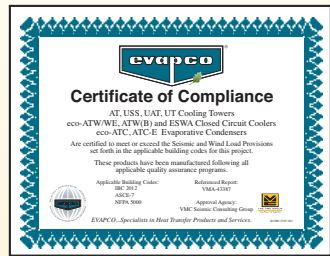 evapco
Certificate of Compliance
AT, USS, UAT, UT Cooling Towers
eco-ATW/WE, ATW(B) and ESWA Closed Circuit Coolers
eco-ATC, ATC-E Evaporative Condensers
Are certified to meet or exceed the Seismic and Wind Load Provisions
set forth in the applicable building codes for this project.
These products have been manufactured following all
applicable quality assurance programs.
Applicable Building Codes:
IBC 2012
ASCE-7
NFPA 5000
Referenced Report:
VMA-43387
Approval Agency:
VMC Seismic Consulting Group
evapco
EVAPCO...Specialists in Heat Transfer Products and Services.